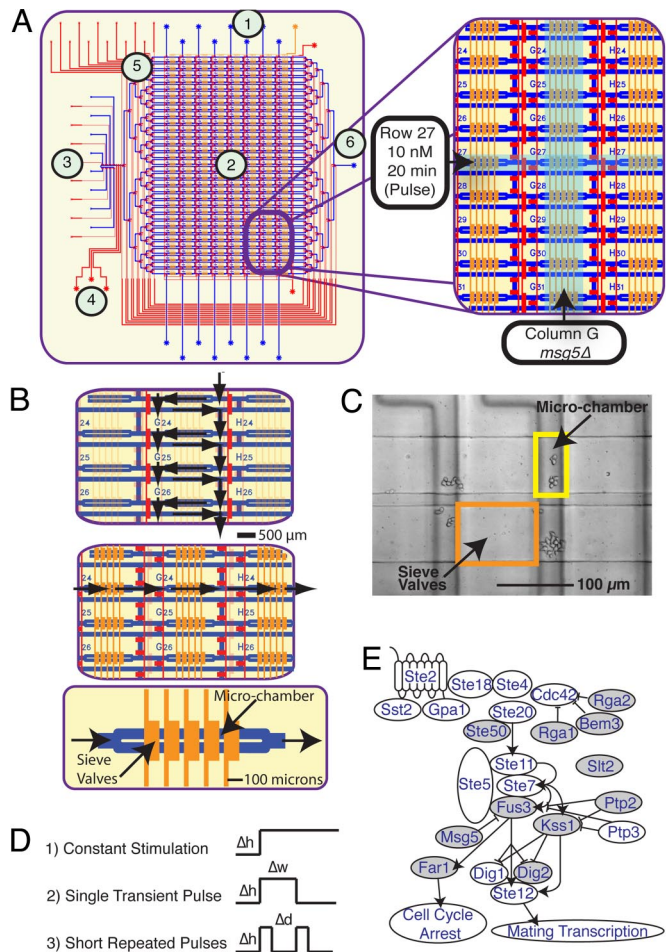 A
1
2
3
4
5
6
Row 27
10 nM
20 min
(Pulse)
24 G24 H24
25 G25 H25
26 G26 H26
27 G27 H27
28 G28 H28
29 G29 H29
30 G30 H30
31 G31 H31
Column G
msg5Δ
B
24 G24 H24
25 G25 H25
26 G26 H26
500 µm
24 G24 H24
25 G25 H25
26 G26 H26
Micro-chamber
Sieve
Valves
100 microns
C
Micro-chamber
Sieve
Valves
100 µm
D
1) Constant Stimulation
Δh
2) Single Transient Pulse
Δh
Δw
3) Short Repeated Pulses
Δh
Δd
E
Ste2
Sst2
Gpa1
Ste18
Ste4
Cdc42
Rga2
Ste20
Rga1
Bem3
Ste50
Ste11
Slt2
Ste5
Ste7
Fus3
Ptp2
Kss1
Msg5
Ptp3
Far1
Dig1
Dig2
Ste12
Cell Cycle
Arrest
Mating Transcription